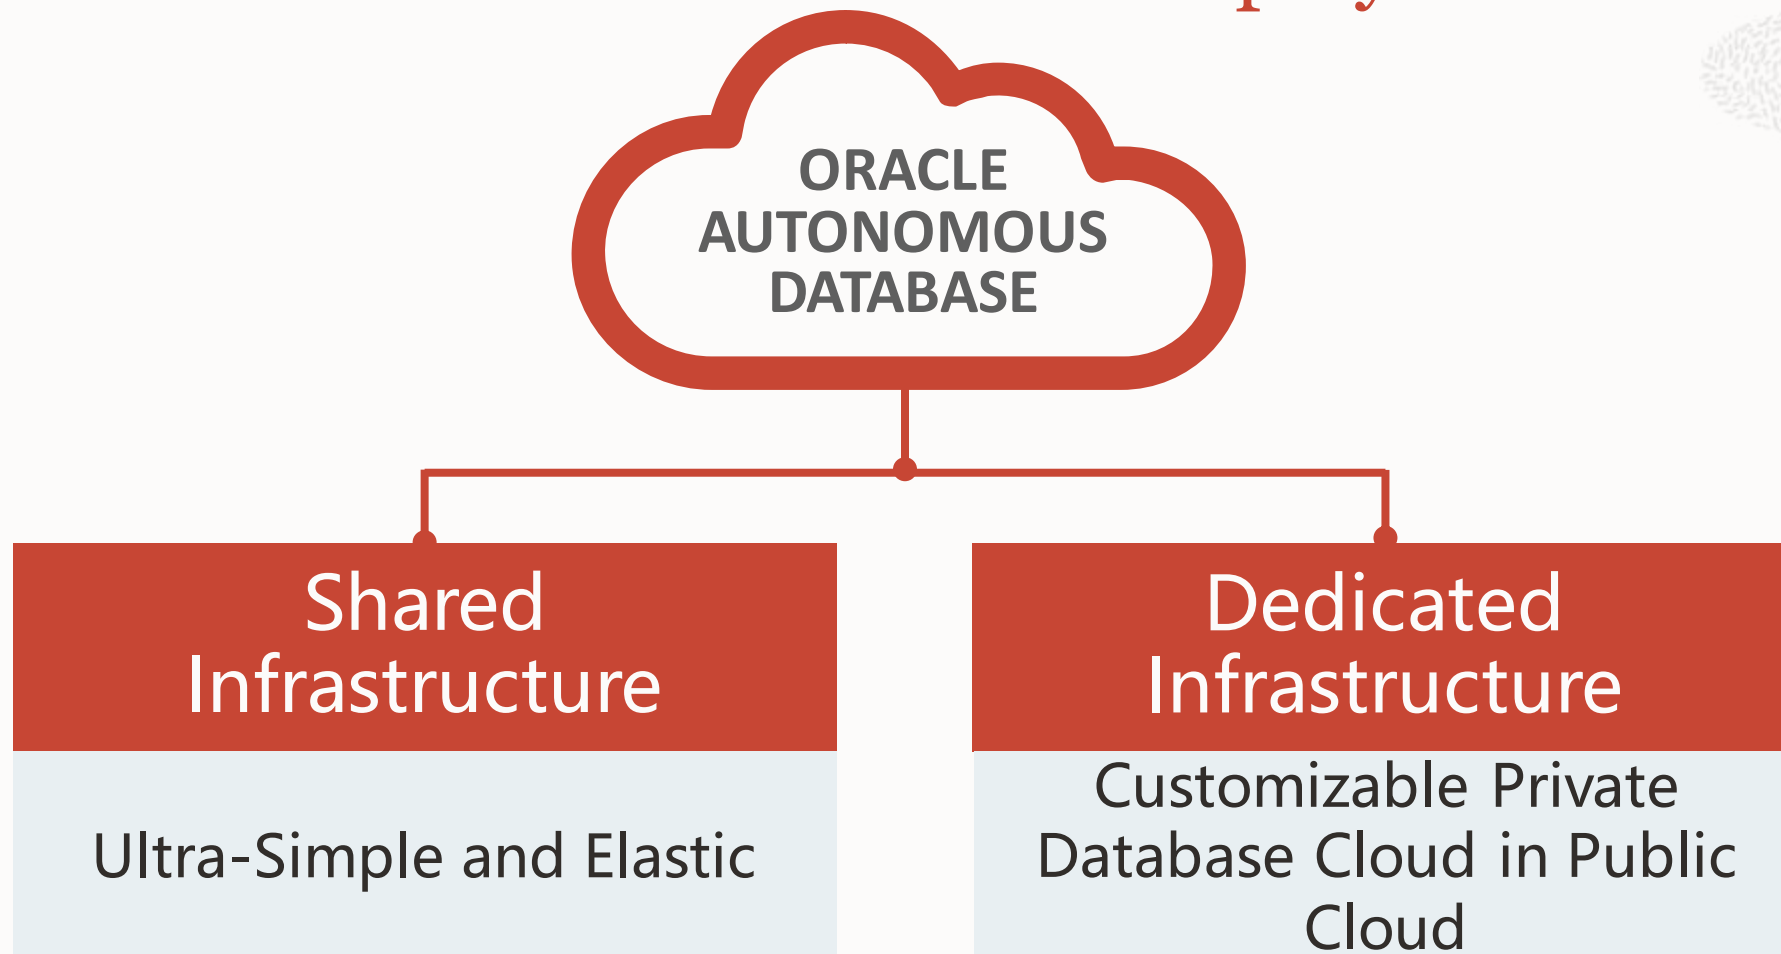 ORACLE
AUTONOMOUS
DATABASE
Shared
Infrastructure
Dedicated
Infrastructure
Ultra-Simple and Elastic
Customizable Private
Database Cloud in Public
Cloud